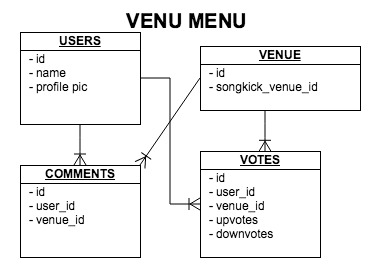 VENU MENU
USERS
- id
- name
- profile pic
VENUE
- id
- songkick_venue_id
COMMENTS
- id
- user_id
- venue_id
VOTES
- id
- user_id
- venue_id
- upvotes
- downvotes